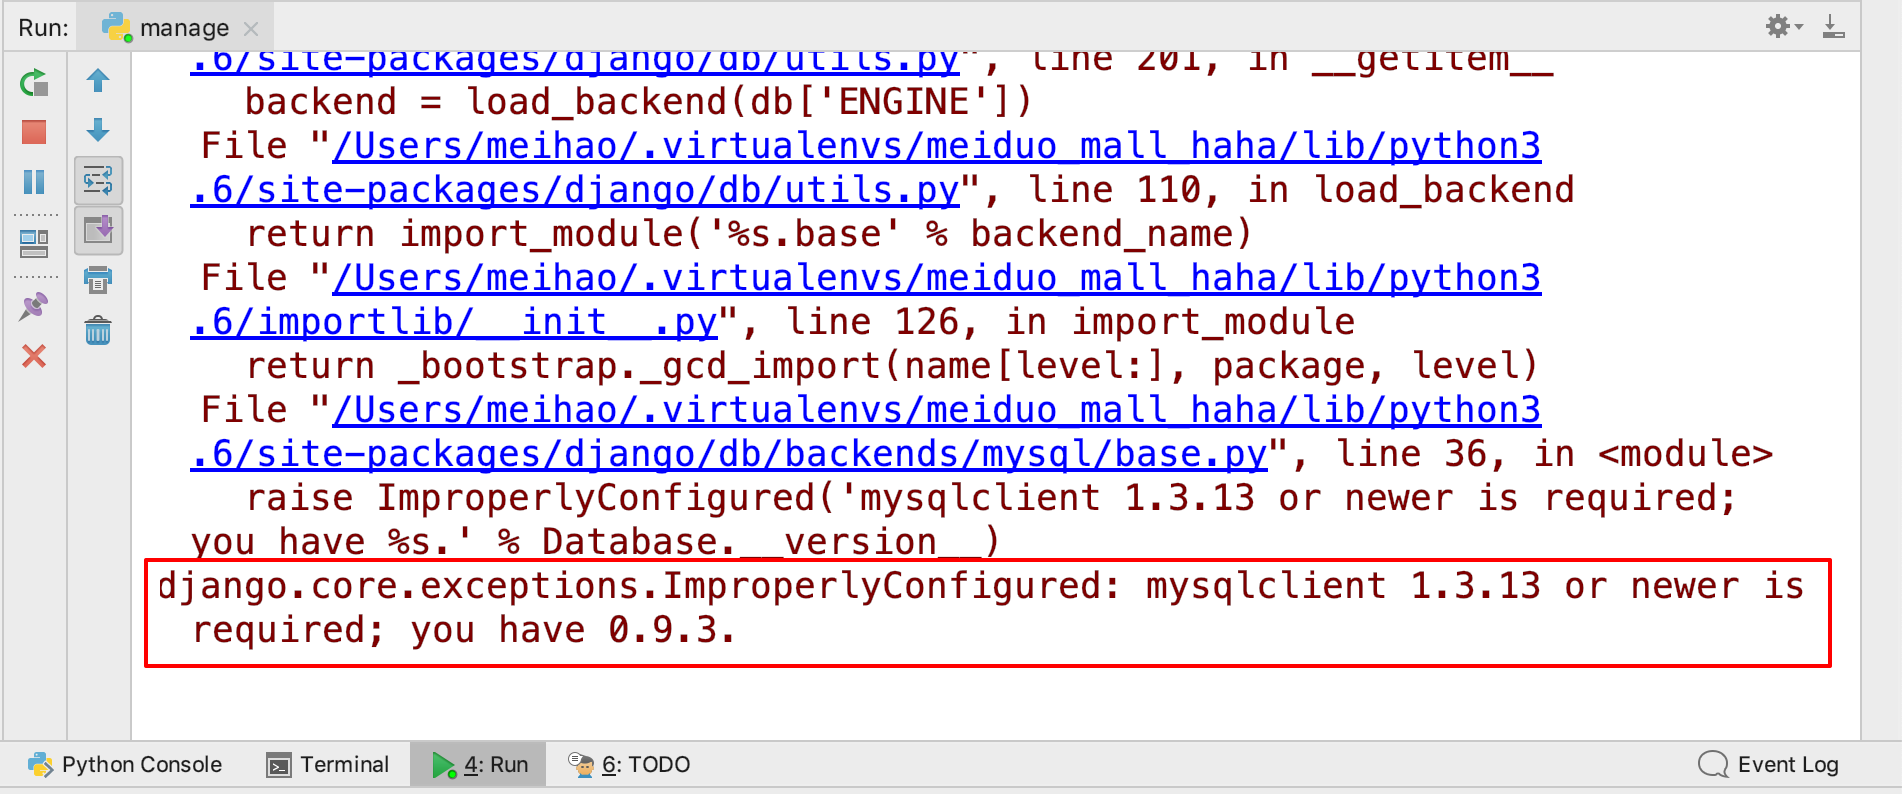 Run: manage
.6/site-packages/django/db/utils.py", line 201, in __getitem__
backend = load_backend(db['ENGINE'])
File "/Users/meihao/.virtualenvs/meiduo_mall_haha/lib/python3
.6/site-packages/django/db/utils.py", line 110, in load_backend
return import_module('%s.base' % backend_name)
File "/Users/meihao/.virtualenvs/meiduo_mall_haha/lib/python3
.6/importlib/__init__.py", line 126, in import_module
return _bootstrap._gcd_import(name[level:], package, level)
File "/Users/meihao/.virtualenvs/meiduo_mall_haha/lib/python3
.6/site-packages/django/db/backends/mysql/base.py", line 36, in <module>
raise ImproperlyConfigured('mysqlclient 1.3.13 or newer is required;
you have %s.' % Database.__version__)
django.core.exceptions.ImproperlyConfigured: mysqlclient 1.3.13 or newer is
required; you have 0.9.3.
Python Console Terminal 4: Run 6: TODO Event Log